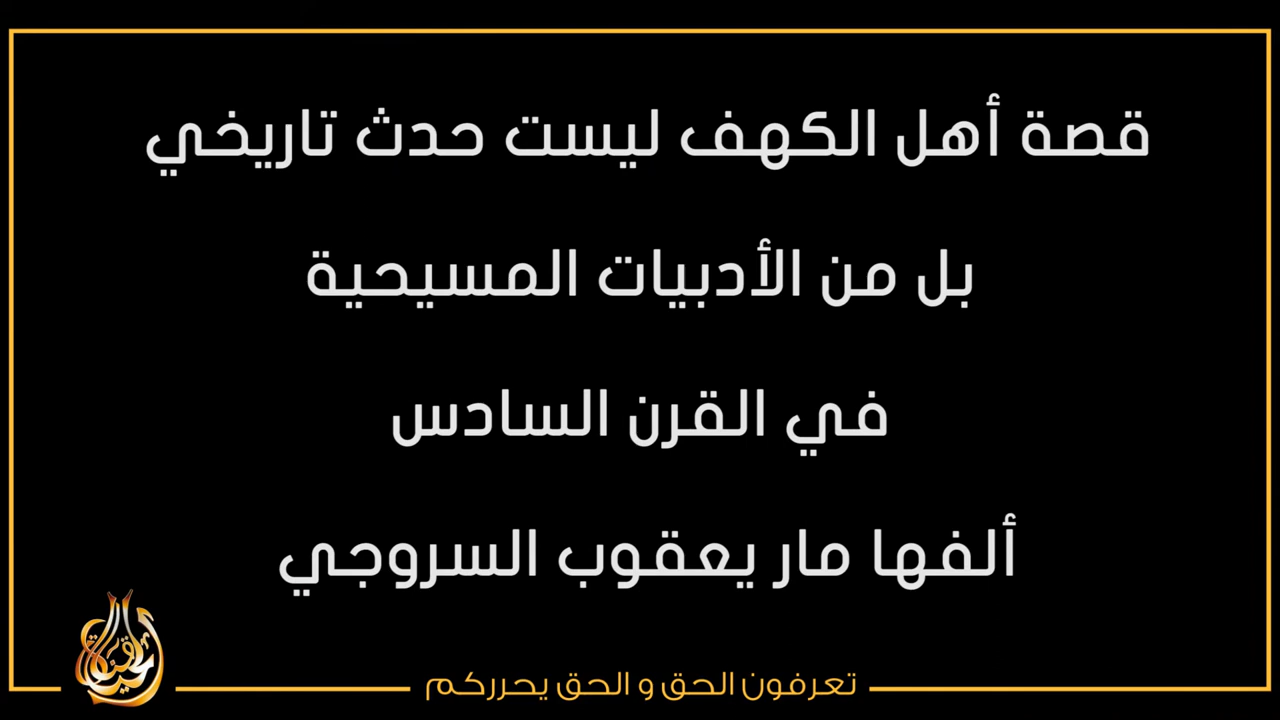 قصة أهل الكهف ليست حدث تاريخي
بل من الأدبيات المسيحية
في القرن السادس
ألفها مار يعقوب السروجي
تعرفون الحق و الحق يحرركم